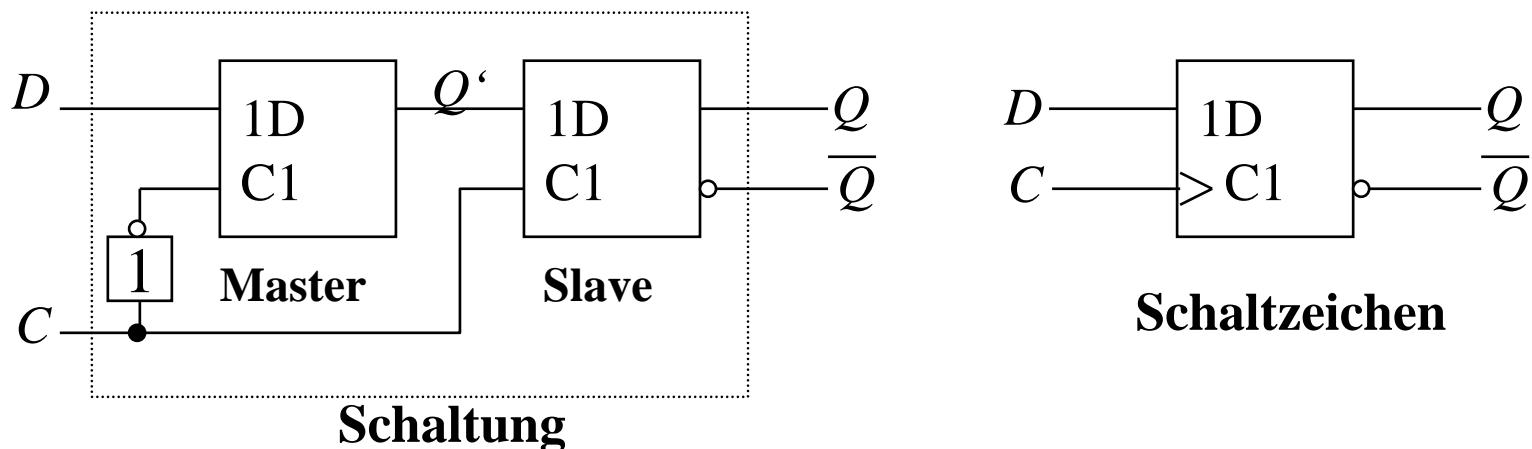 D
1D
C1
1
Master
C
Q‘
1D
C1
Slave
Q
Q
Schaltung
D
C
1D
C1
Q
Q
Schaltzeichen